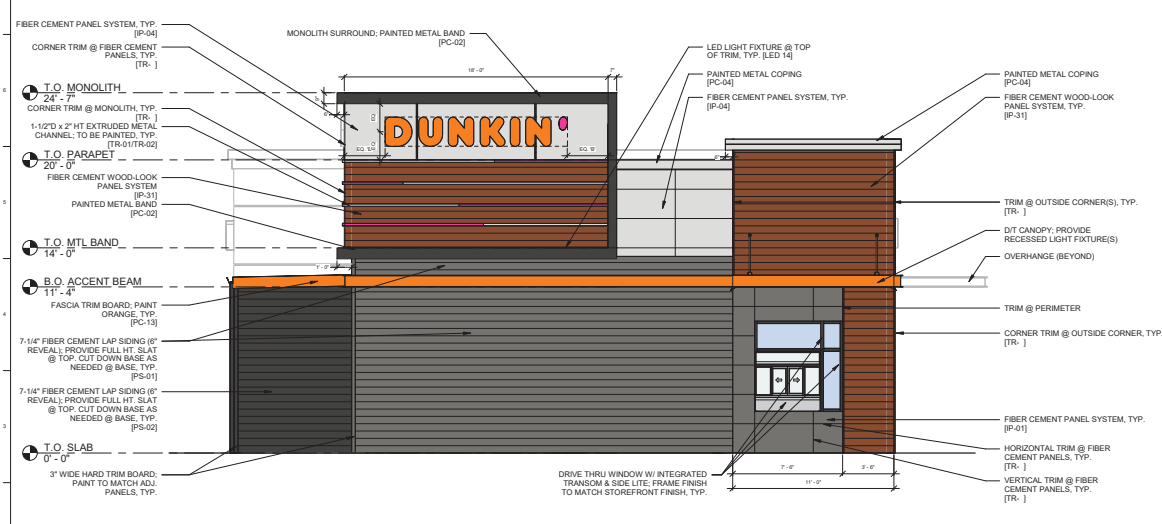 FIBER CEMENT PANEL SYSTEM, TYP.
[IP-04]
CORNER TRIM @ FIBER CEMENT
PANELS, TYP.
[TR- ]
T.O. MONOLITH
24' - 7"
CORNER TRIM @ MONOLITH, TYP.
[TR- ]
1-1/2"D x 2" HT EXTRUDED METAL
CHANNEL; TO BE PAINTED, TYP.
[TR-01/TR-02]
T.O. PARAPET
20' - 0"
FIBER CEMENT WOOD-LOOK
PANEL SYSTEM
[IP-31]
PAINTED METAL BAND
[PC-02]
T.O. MTL BAND
14' - 0"
B.O. ACCENT BEAM
11' - 4"
FASCIA TRIM BOARD; PAINT
ORANGE, TYP.
[PC-13]
7-1/4" FIBER CEMENT LAP SIDING (6"
REVEAL); PROVIDE FULL HT. SLAT
@ TOP. CUT DOWN BASE AS
NEEDED @ BASE, TYP.
[PS-01]
7-1/4" FIBER CEMENT LAP SIDING (6"
REVEAL); PROVIDE FULL HT. SLAT
@ TOP. CUT DOWN BASE AS
NEEDED @ BASE, TYP.
[PS-02]
T.O. SLAB
0' - 0"
3" WIDE HARD TRIM BOARD;
PAINT TO MATCH ADJ.
PANELS, TYP.
MONOLITH SURROUND; PAINTED METAL BAND
[PC-02]
18' - 0"
7"
DUNKIN'
EQ. 'B'
1' - 0"
LED LIGHT FIXTURE @ TOP
OF TRIM, TYP. [LED 14]
PAINTED METAL COPING
[PC-04]
FIBER CEMENT PANEL SYSTEM, TYP.
[IP-04]
PAINTED METAL COPING
[PC-04]
FIBER CEMENT WOOD-LOOK
PANEL SYSTEM, TYP.
[IP-31]
TRIM @ OUTSIDE CORNER(S), TYP.
[TR- ]
D/T CANOPY; PROVIDE
RECESSED LIGHT FIXTURE(S)
OVERHANGE (BEYOND)
TRIM @ PERIMETER
CORNER TRIM @ OUTSIDE CORNER, TYP.
[TR- ]
FIBER CEMENT PANEL SYSTEM, TYP.
[IP-01]
HORIZONTAL TRIM @ FIBER
CEMENT PANELS, TYP.
[TR- ]
VERTICAL TRIM @ FIBER
CEMENT PANELS, TYP.
[TR- ]
DRIVE THRU WINDOW W/ INTEGRATED
TRANSOM & SIDE LITE; FRAME FINISH
TO MATCH STOREFRONT FINISH, TYP.
7' - 6"
3' - 6"
11' - 0"
6
5
4
3